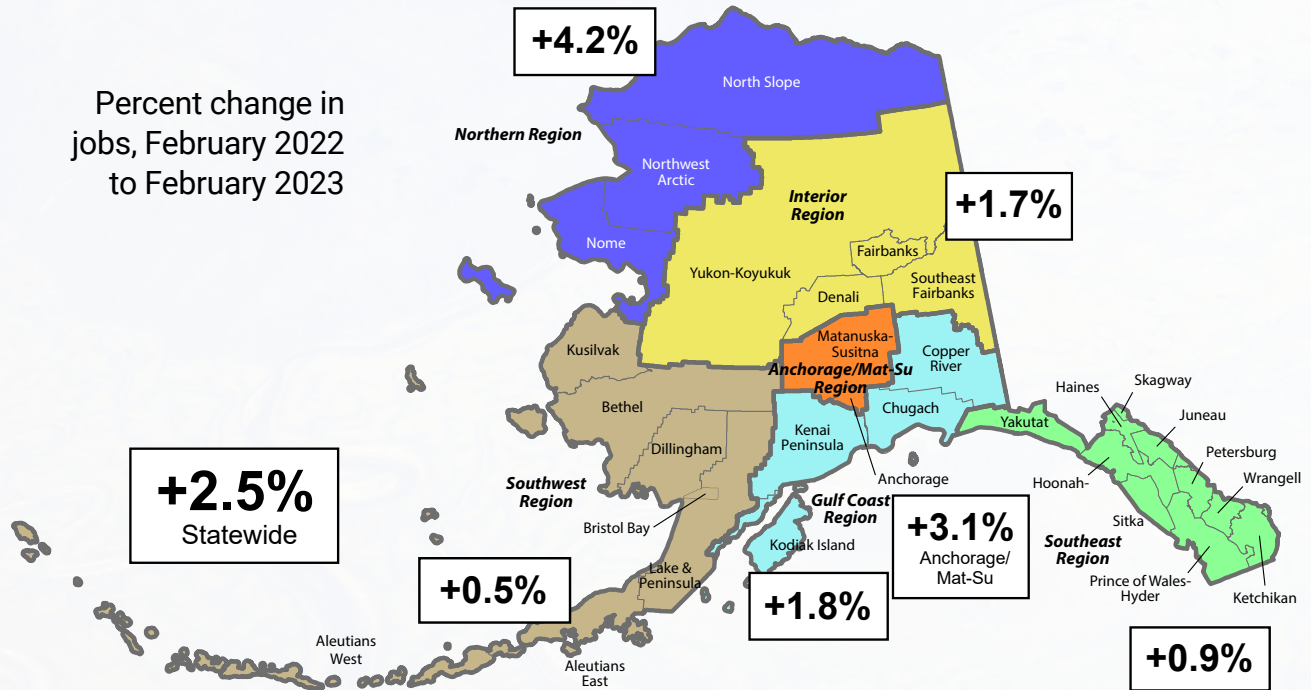 +4.2%
Percent change in
jobs, February 2022
to February 2023
North Slope
Northern Region
Northwest
Arctic
Interior
Region
+1.7%
Nome
Fairbanks
Yukon-Koyukuk
Southeast
Fairbanks
Denali
Kusilvak
Matanuska-
Susitna
Copper
River
Anchorage/Mat-Su
Region
Haines
Skagway
Bethel
Chugach
Juneau
Yakutat
Kenai
Peninsula
Dillingham
Petersburg
Wrangell
Anchorage
Hoonah-
+2.5%
Statewide
Southwest
Region
Gulf Coast
Region
Bristol Bay
Sitka
+3.1%
Anchorage/
Mat-Su
Southeast
Region
Kodiak Island
Lake &
Peninsula
Prince of Wales-
Hyder
Ketchikan
+0.5%
+1.8%
Aleutians
West
Aleutians
East
+0.9%